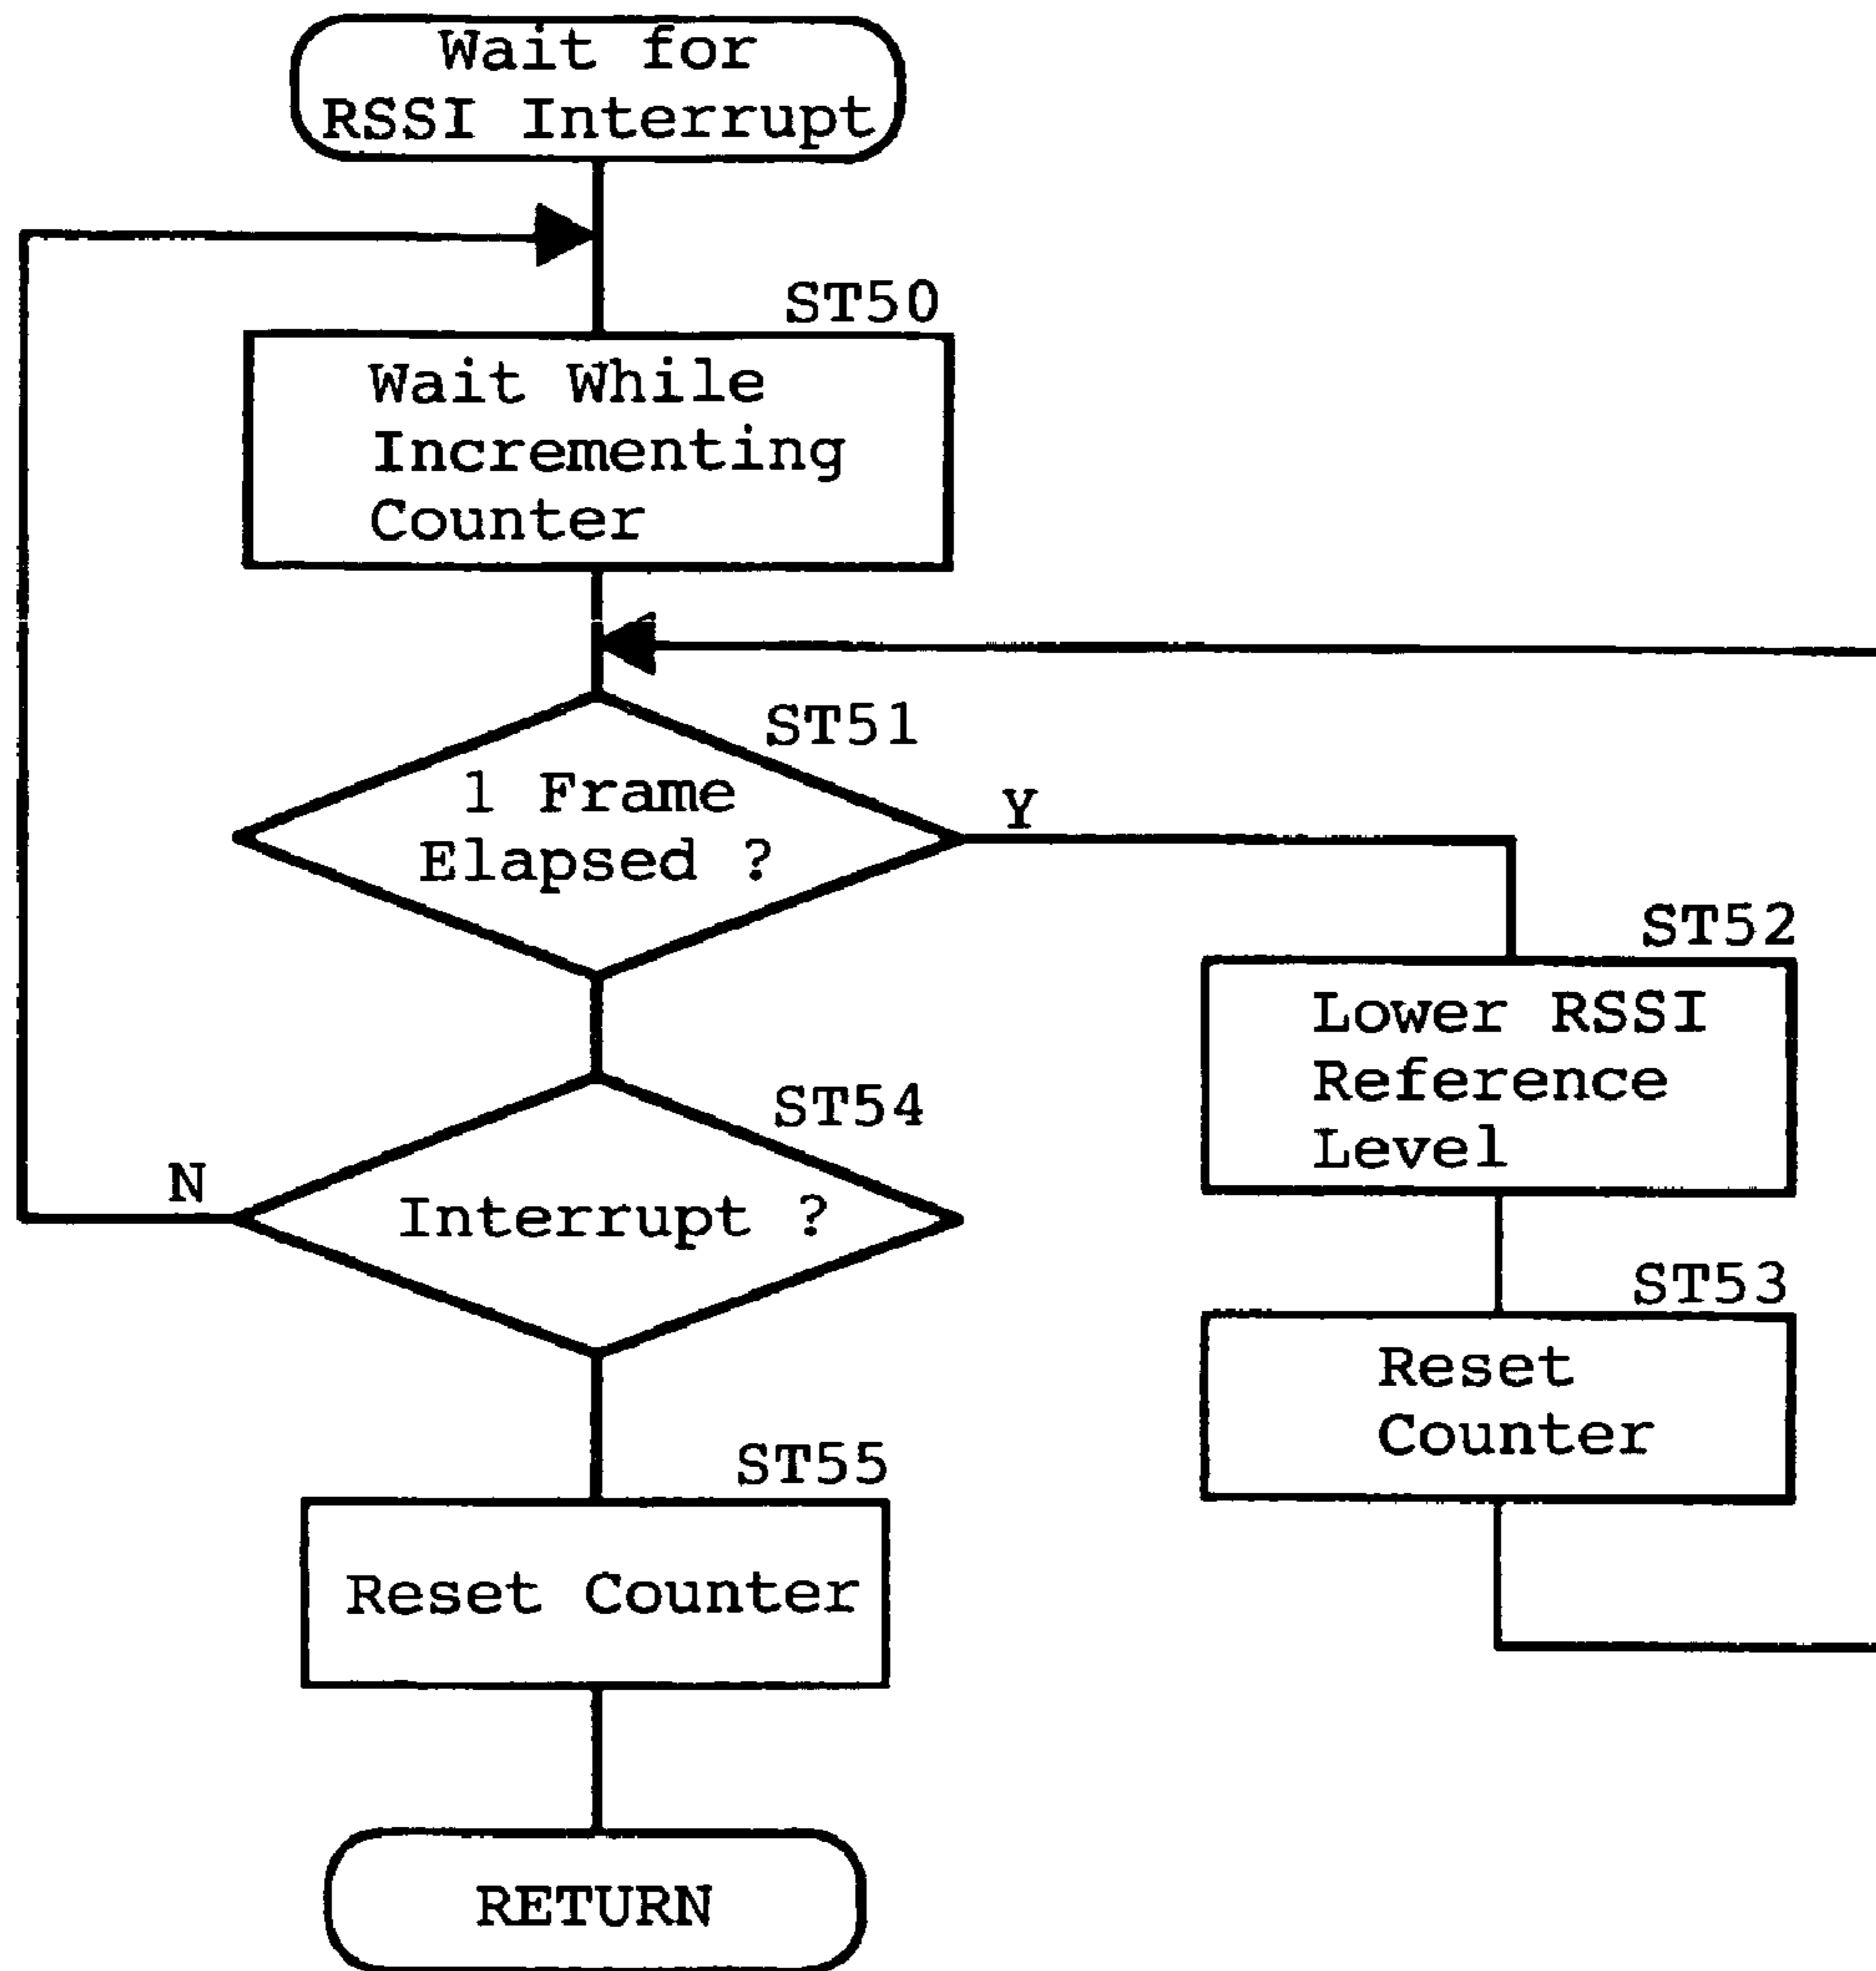 Wait for
RSSI Interrupt
ST50
Wait While
Incrementing
Counter
ST51
1 Frame
Elapsed ?
Y
ST52
Lower RSSI
Reference
Level
ST54
N
Interrupt ?
ST53
Reset
Counter
ST55
Reset Counter
RETURN